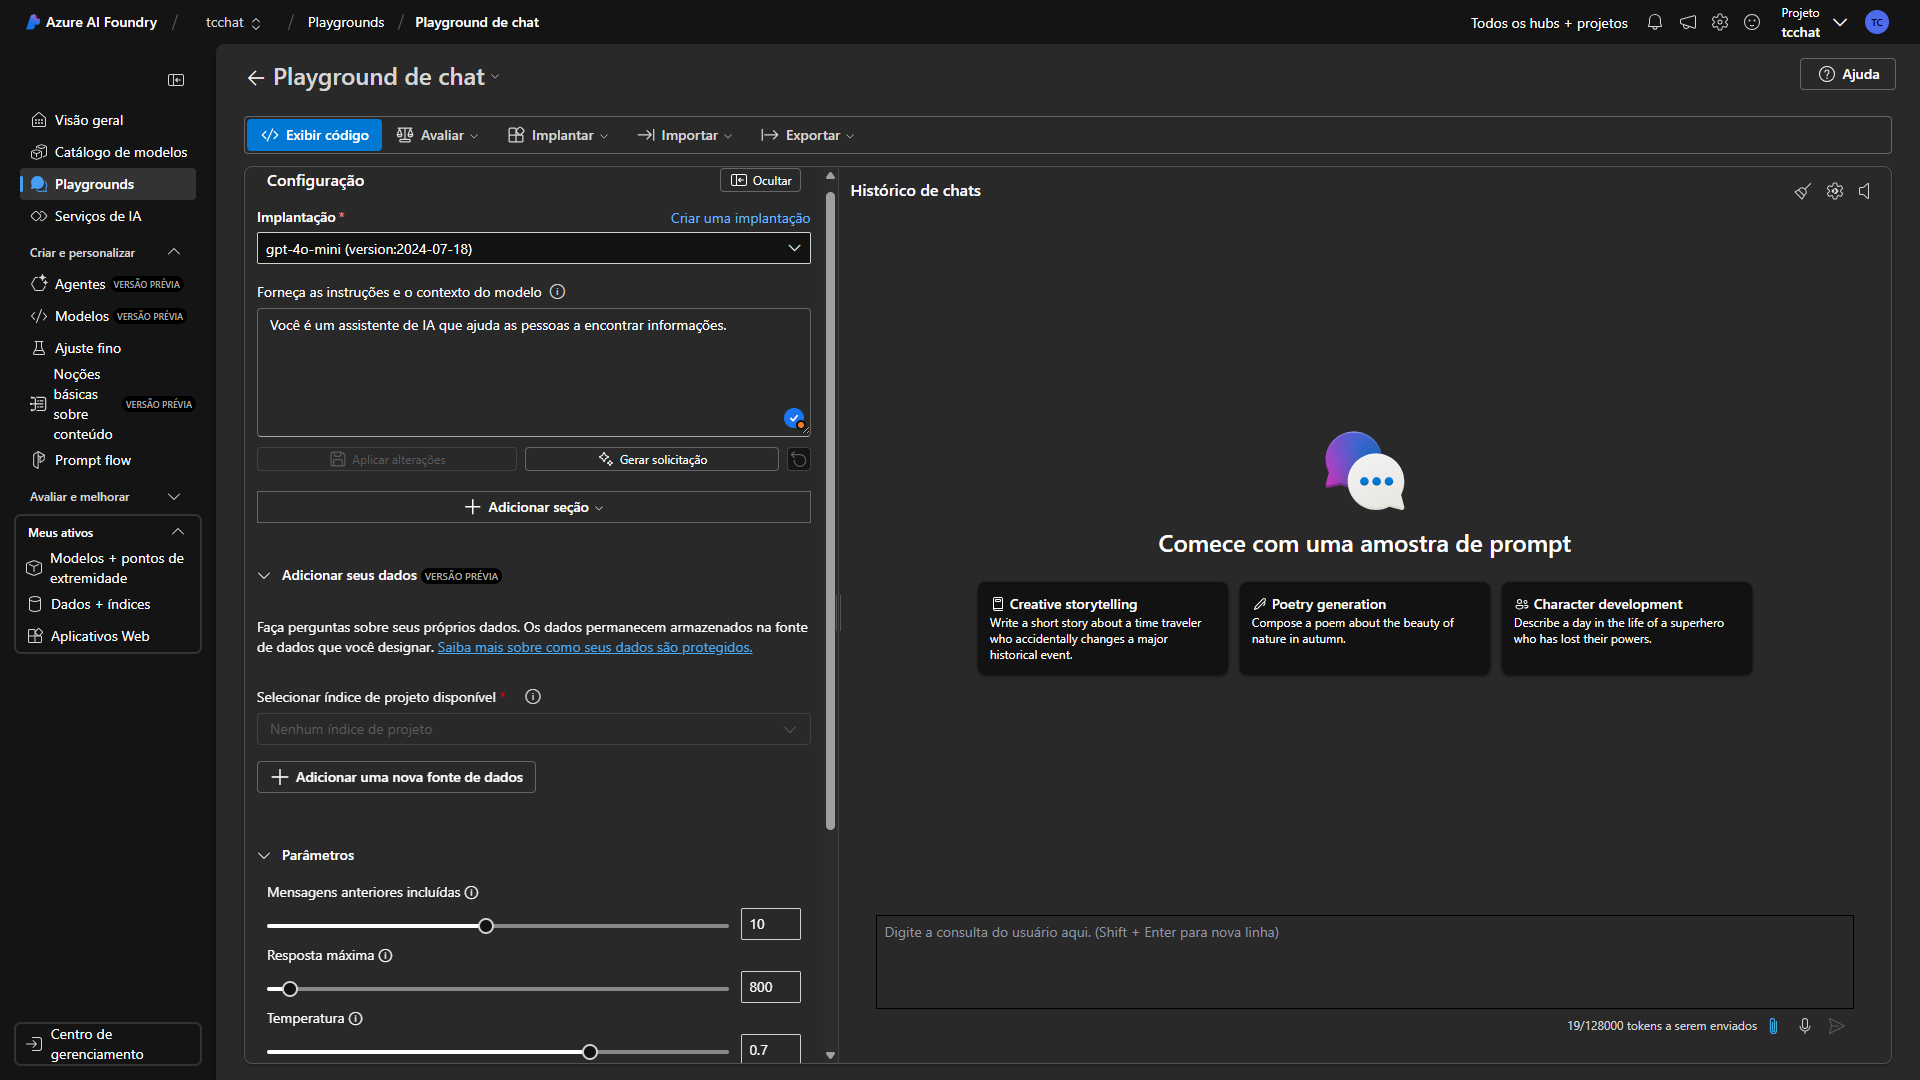 Azure AI Foundry / tcchat / Playgrounds / Playground de chat
Todos os hubs + projetos
Projeto
tcchat
TC
Playground de chat
Ajuda
Visão geral
Catálogo de modelos
Playgrounds
Serviços de IA
Criar e personalizar
Agentes VERSÃO PRÉVIA
Modelos VERSÃO PRÉVIA
Ajuste fino
Noções
básicas
sobre
conteúdo
VERSÃO PRÉVIA
Prompt flow
Avaliar e melhorar
Meus ativos
Modelos + pontos de
extremidade
Dados + índices
Aplicativos Web
Centro de
gerenciamento
Exibir código
Avaliar
Implantar
Importar
Exportar
Configuração
Ocultar
Implantação *
Criar uma implantação
gpt-4o-mini (version:2024-07-18)
Forneça as instruções e o contexto do modelo
Você é um assistente de IA que ajuda as pessoas a encontrar informações.
Aplicar alterações
Gerar solicitação
Adicionar seção
Adicionar seus dados VERSÃO PRÉVIA
Faça perguntas sobre seus próprios dados. Os dados permanecem armazenados na fonte
de dados que você designar. Saiba mais sobre como seus dados são protegidos.
Selecionar índice de projeto disponível *
Nenhum índice de projeto
Adicionar uma nova fonte de dados
Parâmetros
Mensagens anteriores incluídas
10
Resposta máxima
800
Temperatura
0.7
Histórico de chats
Comece com uma amostra de prompt
Creative storytelling
Write a short story about a time traveler
who accidentally changes a major
historical event.
Poetry generation
Compose a poem about the beauty of
nature in autumn.
Character development
Describe a day in the life of a superhero
who has lost their powers.
Digite a consulta do usuário aqui. (Shift + Enter para nova linha)
19/128000 tokens a serem enviados